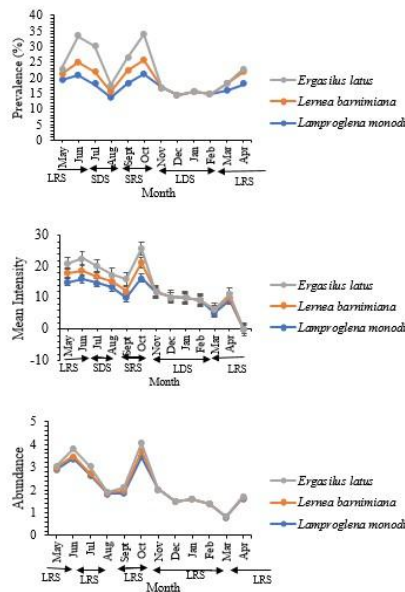 Prevalence (%)
40
35
30
25
20
15
10
5
0
May
Jun
Jul
Aug
Sept
Oct
Nov
Dec
Jan
Feb
Mar
Apr
LRS SDS SRS LDS LRS
Month
Ergasilus latus
Lernea barnimiana
Lamproglena monodi
Mean Intensity
30
20
10
0
-10
May
Jun
Jul
Aug
Sept
Oct
Nov
Dec
Jan
Feb
Mar
Apr
LRS SDS SRS LDS LRS
Month
Ergasilus latus
Lernea barnimiana
Lamproglena monodi
Abundance
5
4
3
2
1
0
May
Jun
Jul
Aug
Sept
Oct
Nov
Dec
Jan
Feb
Mar
Apr
LRS LRS LRS LRS LRS
Month
Ergasilus latus
Lernea barnimiana
Lamproglena monodi